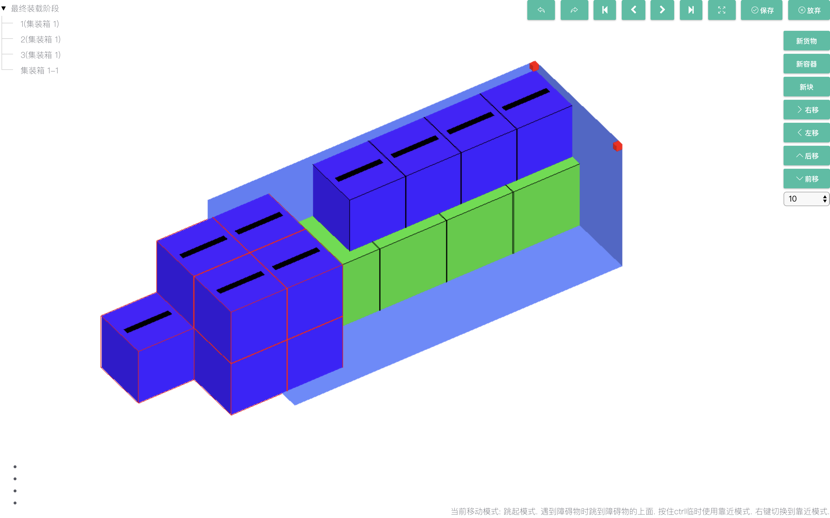 最终装载阶段
1(集装箱 1)
2(集装箱 1)
3(集装箱 1)
集装箱 1-1
保存
放弃
新货物
新容器
新块
右移
左移
后移
前移
10
当前移动模式: 跳起模式. 遇到障碍物时跳到障碍物的上面. 按住ctrl临时使用靠近模式. 右键切换到靠近模式.